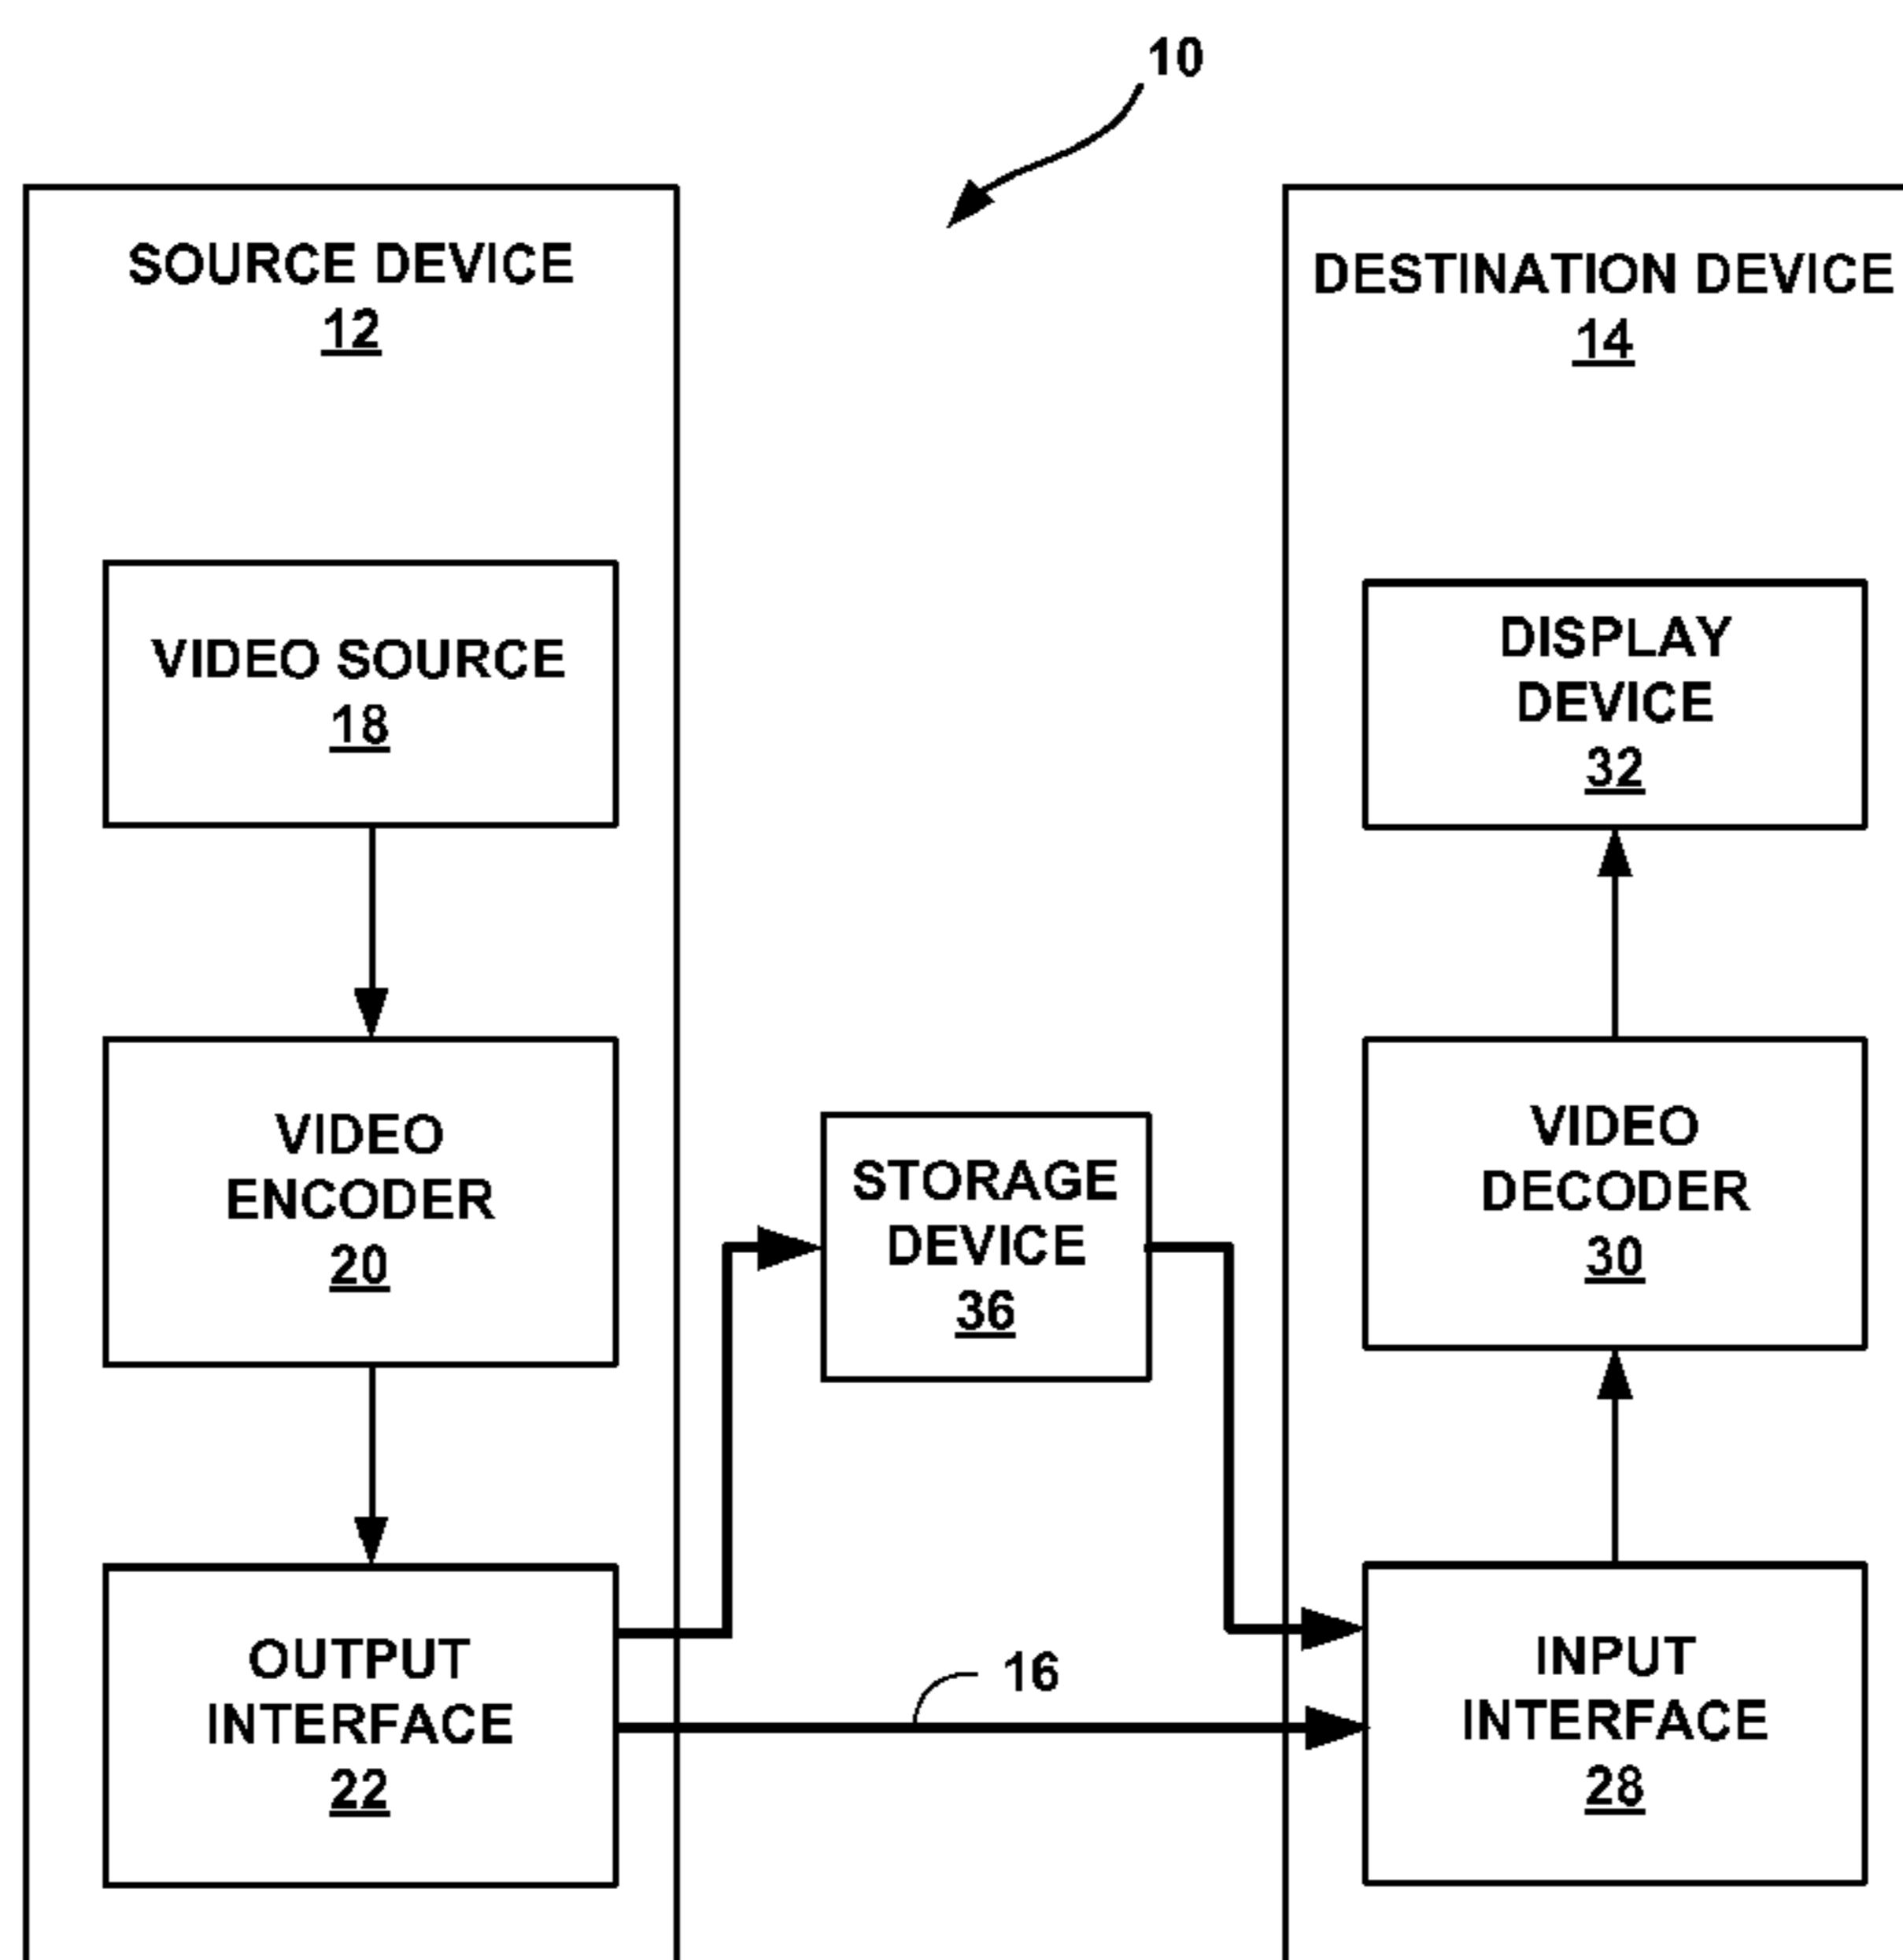 10
SOURCE DEVICE
12
VIDEO SOURCE
18
VIDEO
ENCODER
20
OUTPUT
INTERFACE
22
STORAGE
DEVICE
36
16
DESTINATION DEVICE
14
DISPLAY
DEVICE
32
VIDEO
DECODER
30
INPUT
INTERFACE
28